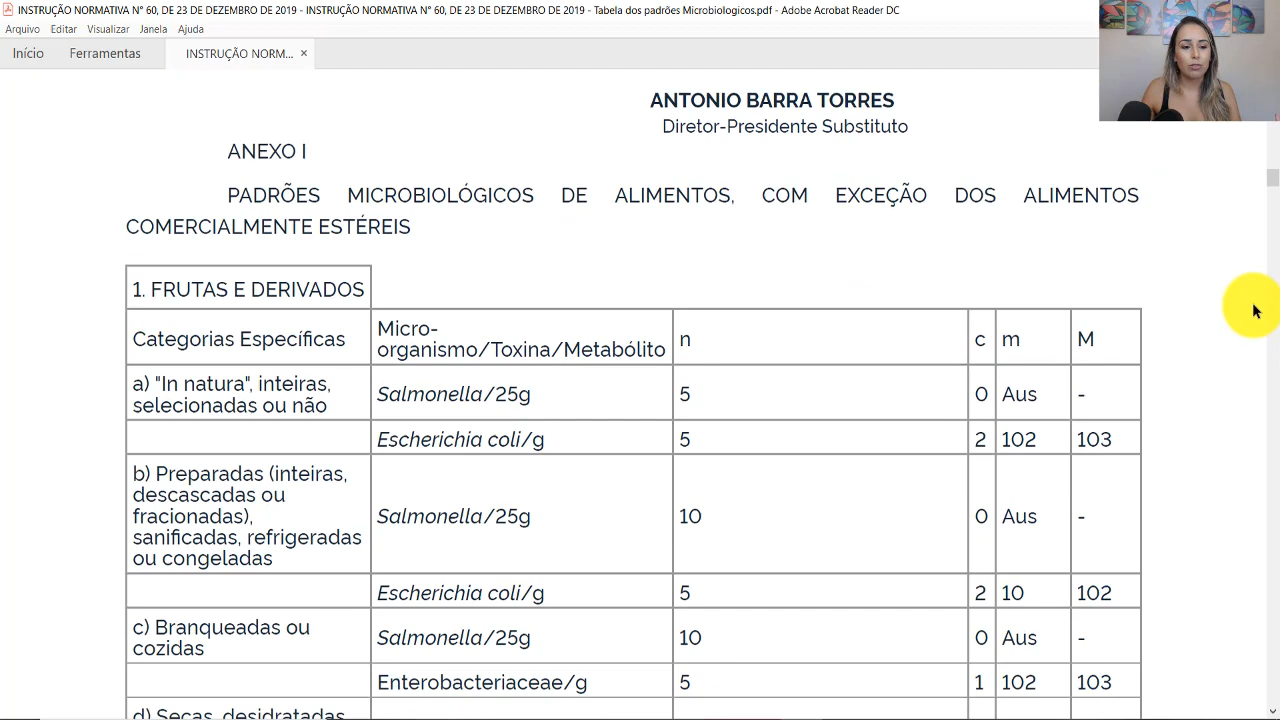 INSTRUÇÃO NORMATIVA N° 60, DE 23 DE DEZEMBRO DE 2019 - INSTRUÇÃO NORMATIVA N° 60, DE 23 DE DEZEMBRO DE 2019 - Tabela dos padrões Microbiologicos.pdf - Adobe Acrobat Reader DC
Arquivo Editar Visualizar Janela Ajuda
Início Ferramentas INSTRUÇÃO NORM... ×
ANTONIO BARRA TORRES
Diretor-Presidente Substituto
ANEXO I
PADRÕES MICROBIOLÓGICOS DE ALIMENTOS, COM EXCEÇÃO DOS ALIMENTOS
COMERCIALMENTE ESTÉREIS
1. FRUTAS E DERIVADOS
Categorias Específicas Micro-
organismo/Toxina/Metabólito n c m M
a) "In natura", inteiras,
selecionadas ou não Salmonella/25g 5 0 Aus -
Escherichia coli/g 5 2 102 103
b) Preparadas (inteiras,
descascadas ou
fracionadas), Salmonella/25g 10 0 Aus -
sanificadas, refrigeradas
ou congeladas
Escherichia coli/g 5 2 10 102
c) Branqueadas ou
cozidas Salmonella/25g 10 0 Aus -
Enterobacteriaceae/g 5 1 102 103
d) Secas, desidratadas